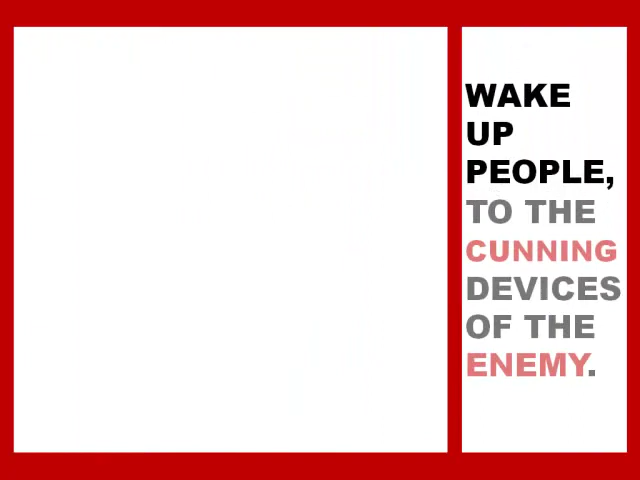 WAKE
UP
PEOPLE,
TO THE
CUNNING
DEVICES
OF THE
ENEMY.